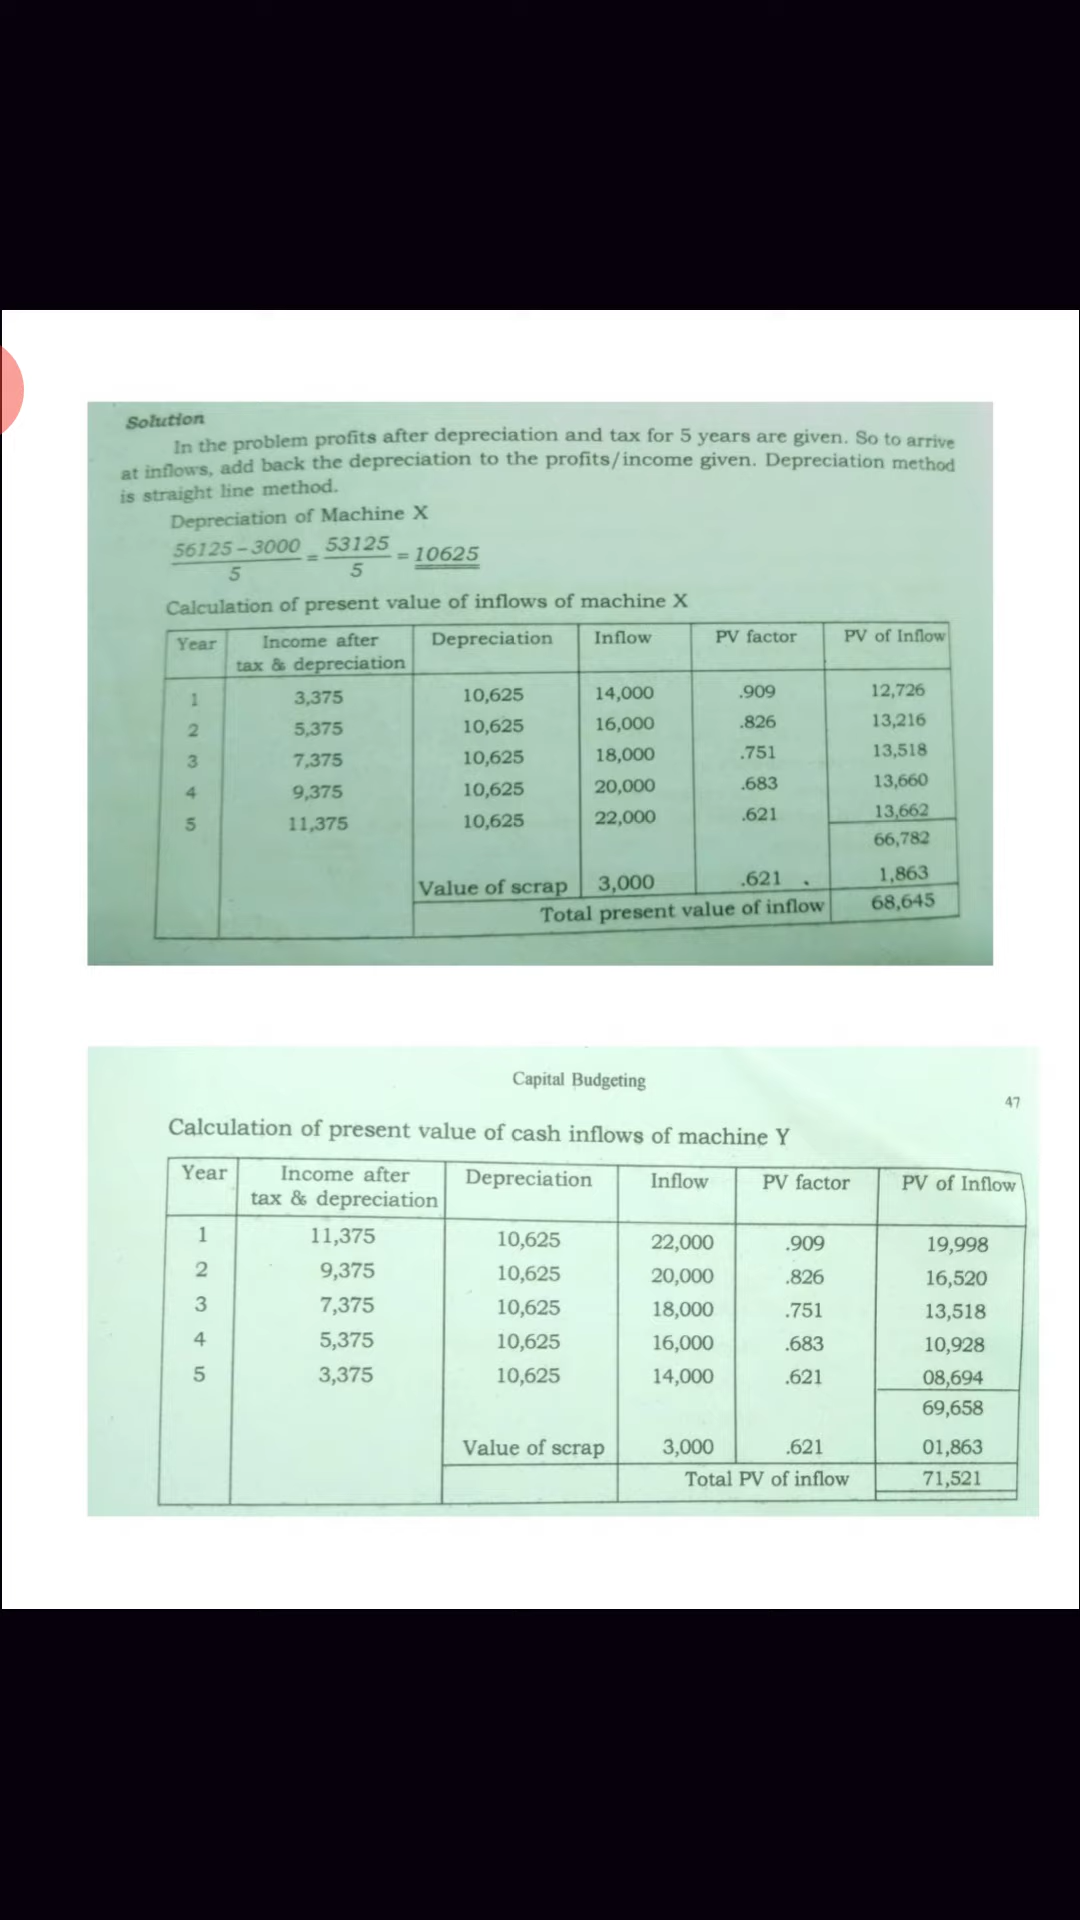 Solution
In the problem profits after depreciation and tax for 5 years are given. So to arrive
at inflows, add back the depreciation to the profits/income given. Depreciation method
is straight line method.
Depreciation of Machine X
56125 – 3000 / 5 = 53125 / 5 = 10625
Calculation of present value of inflows of machine X
Year Income after tax & depreciation Depreciation Inflow PV factor PV of Inflow
1 3,375 10,625 14,000 .909 12,726
2 5,375 10,625 16,000 .826 13,216
3 7,375 10,625 18,000 .751 13,518
4 9,375 10,625 20,000 .683 13,660
5 11,375 10,625 22,000 .621 13,662
66,782
Value of scrap 3,000 .621 1,863
Total present value of inflow 68,645
Capital Budgeting
47
Calculation of present value of cash inflows of machine Y
Year Income after tax & depreciation Depreciation Inflow PV factor PV of Inflow
1 11,375 10,625 22,000 .909 19,998
2 9,375 10,625 20,000 .826 16,520
3 7,375 10,625 18,000 .751 13,518
4 5,375 10,625 16,000 .683 10,928
5 3,375 10,625 14,000 .621 08,694
69,658
Value of scrap 3,000 .621 01,863
Total PV of inflow 71,521